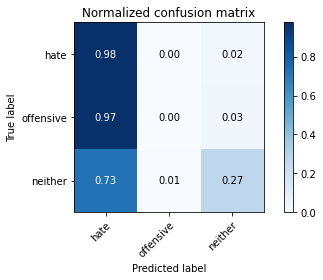 Normalized confusion matrix
hate 0.98 0.00 0.02
offensive 0.97 0.00 0.03
neither 0.73 0.01 0.27
hate offensive neither
True label
Predicted label
0.8
0.6
0.4
0.2
0.0